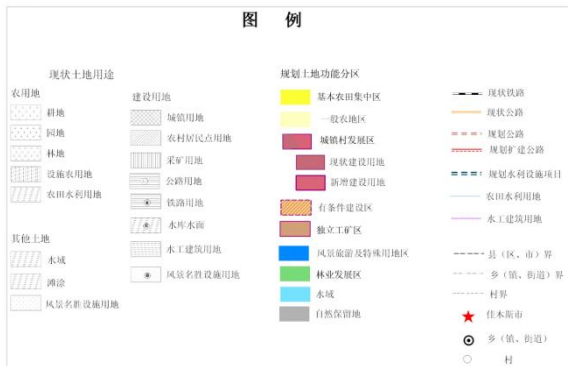 图 例
现状土地用途
农用地
耕地
园地
林地
设施农用地
农田水利用地
其他土地
水域
滩涂
风景名胜设施用地
建设用地
城镇用地
农村居民点用地
采矿用地
公路用地
铁路用地
水库水面
水工建筑用地
风景名胜设施用地
规划土地功能分区
基本农田集中区
一般农地区
城镇村发展区
现状建设用地
新增建设用地
有条件建设区
独立工矿区
风景旅游及特殊用地区
林业发展区
水域
自然保留地
现状铁路
现状公路
规划公路
规划扩建公路
规划水利设施项目
农田水利用地
水工建筑用地
县（区、市）界
乡（镇、街道）界
村界
佳木斯市
乡（镇、街道）
村